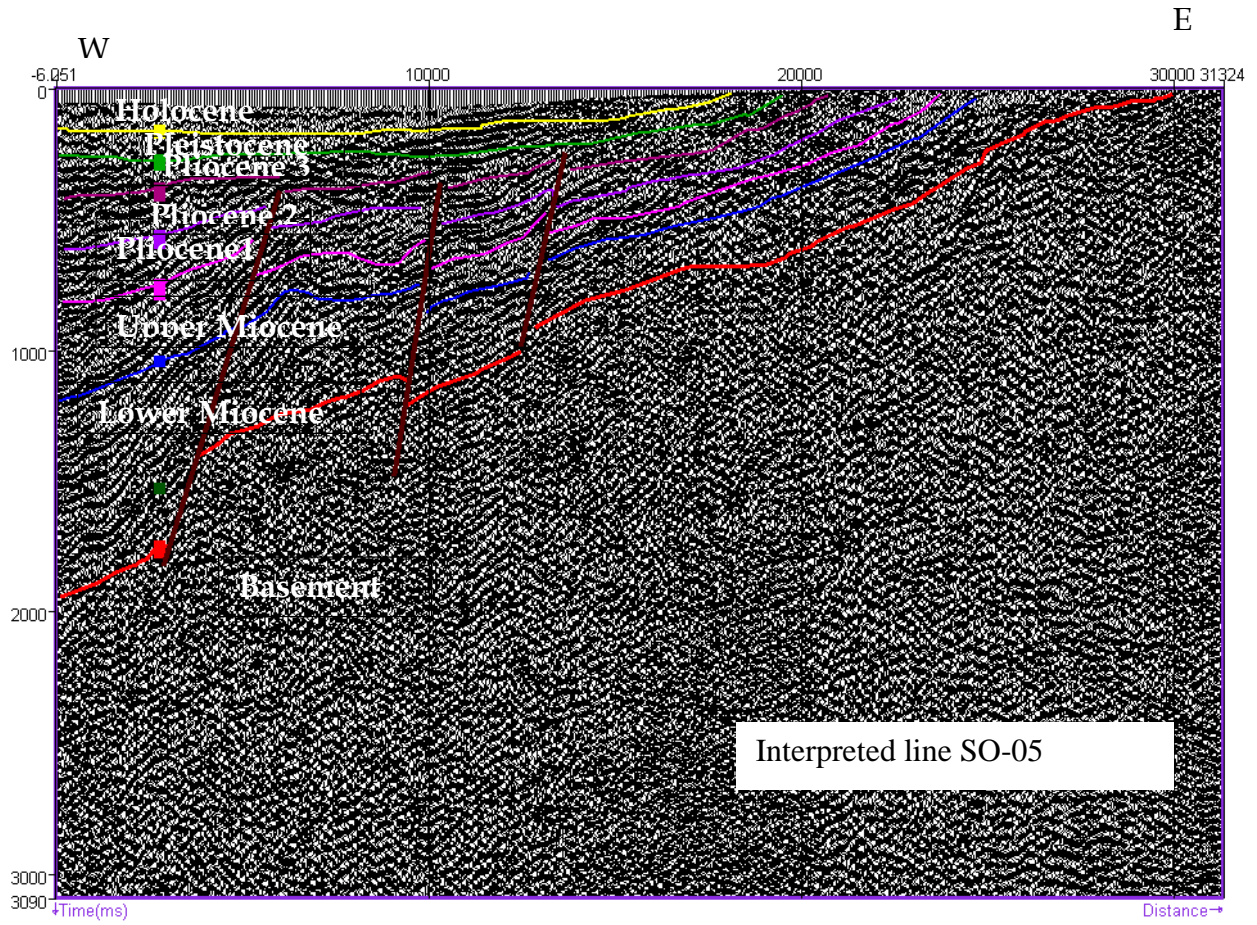 E
W
-6.051 10000 20000 30000 31324
0
Holocene
Pleistocene
Pliocene 3
Pliocene 2
Pliocene1
Upper Miocene
1000
Lower Miocene
Basement
2000
Interpreted line SO-05
3000
3090
Time(ms) Distance